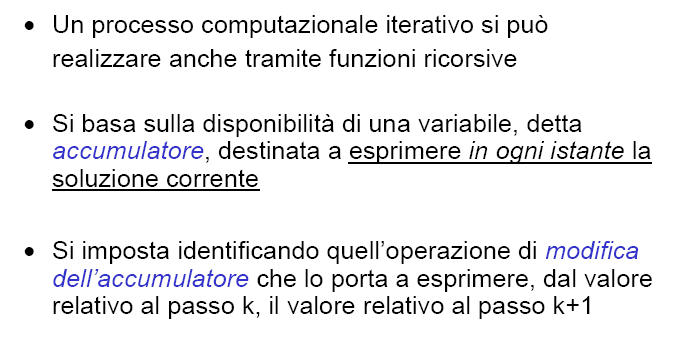 • Un processo computazionale iterativo si può
realizzare anche tramite funzioni ricorsive
• Si basa sulla disponibilità di una variabile, detta
accumulatore, destinata a esprimere in ogni istante la
soluzione corrente
• Si imposta identificando quell’operazione di modifica
dell’accumulatore che lo porta a esprimere, dal valore
relativo al passo k, il valore relativo al passo k+1